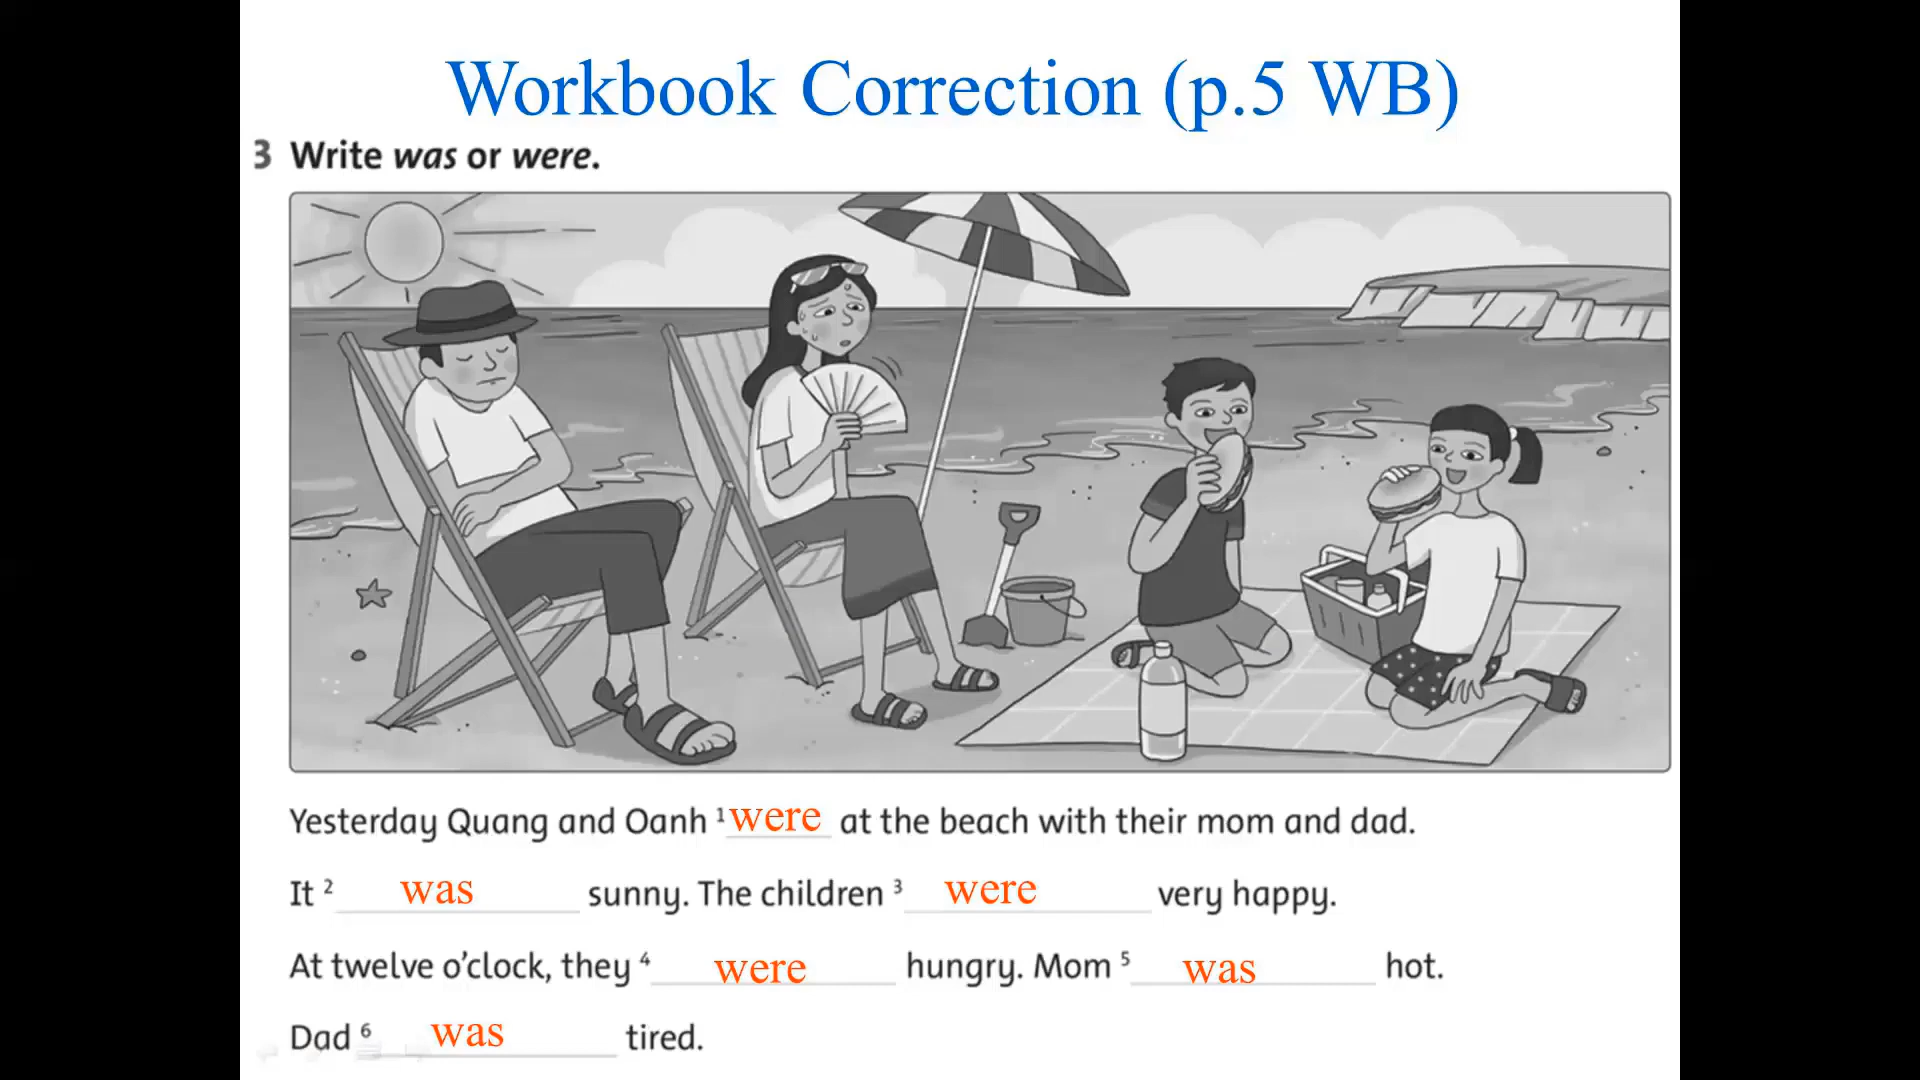 Workbook Correction (p.5 WB)
3 Write was or were.
Yesterday Quang and Oanh ¹were at the beach with their mom and dad.
It ² was sunny. The children ³ were very happy.
At twelve o’clock, they ⁴ were hungry. Mom ⁵ was hot.
Dad ⁶ was tired.